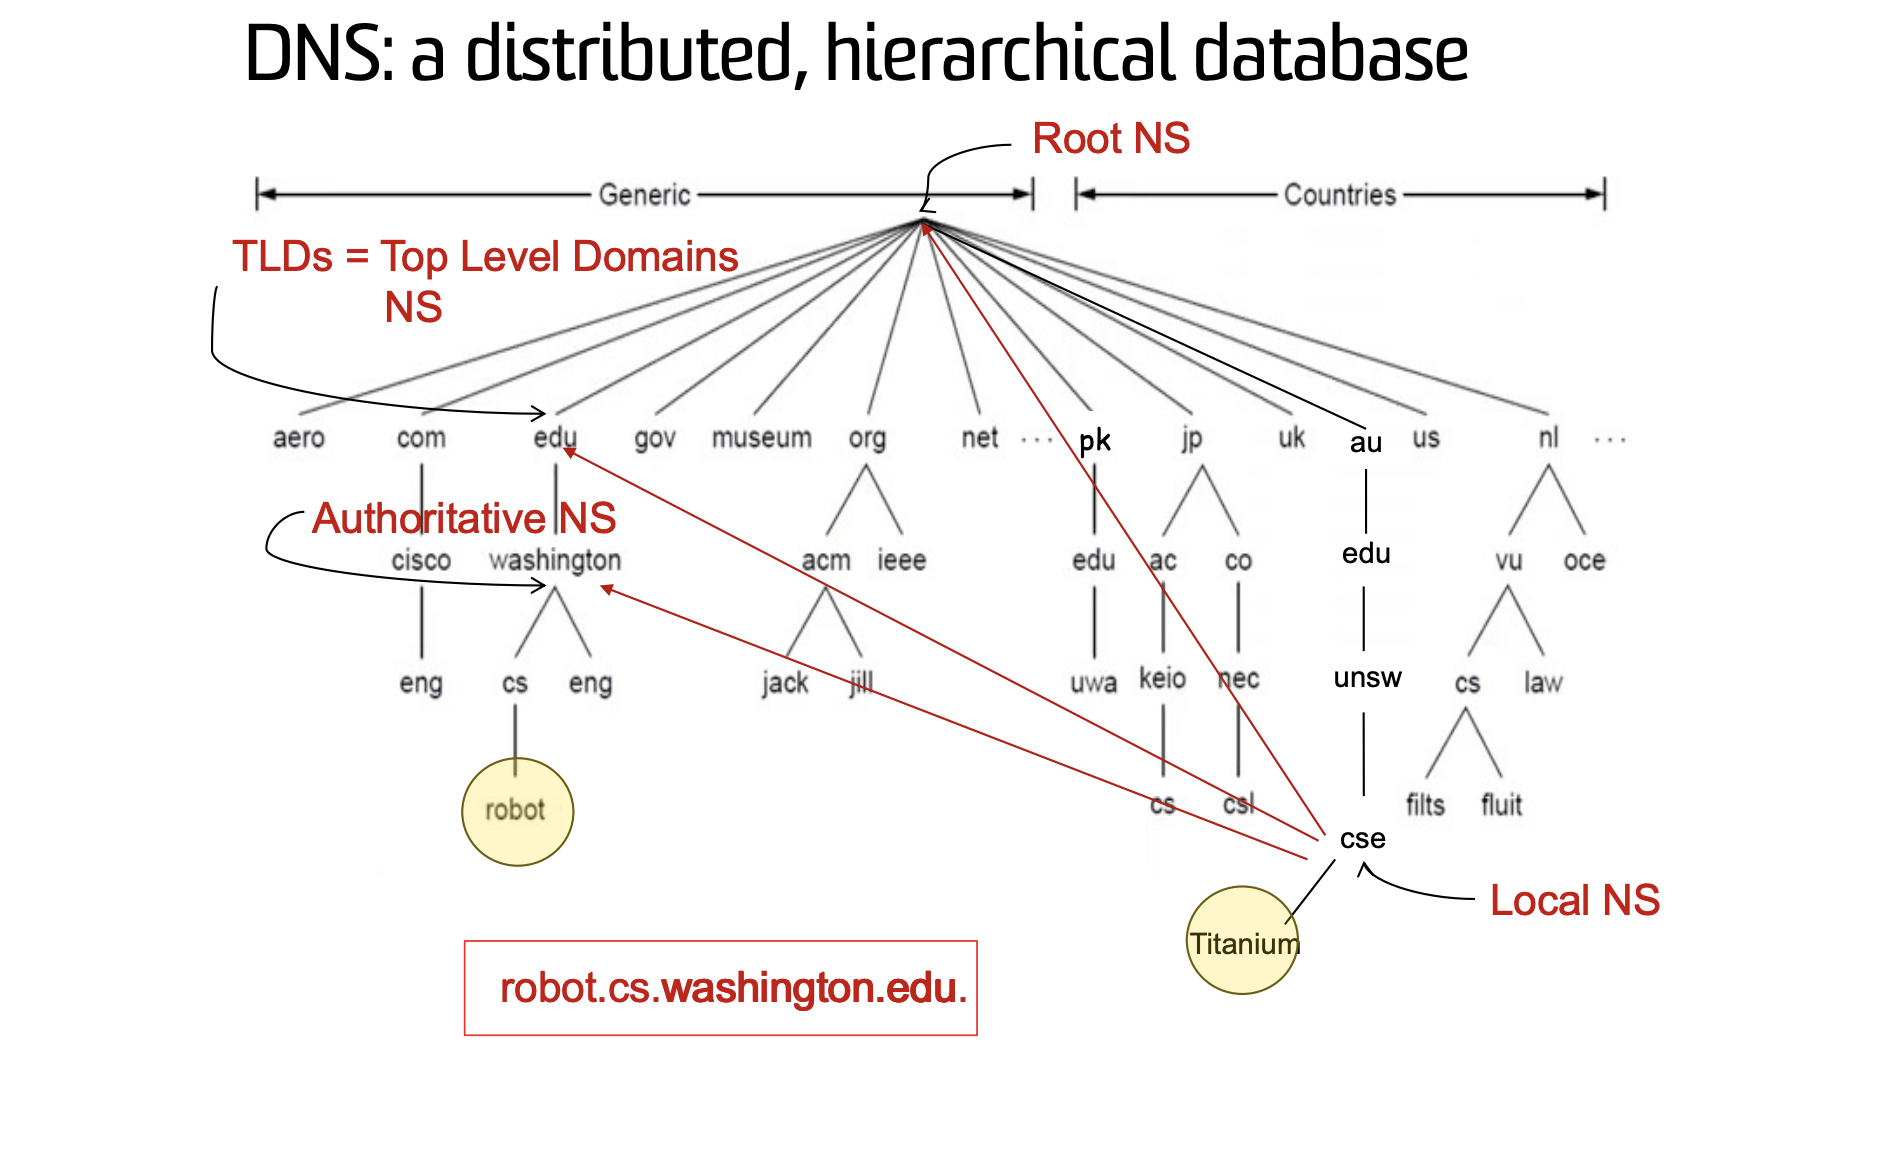 DNS: a distributed, hierarchical database
Root NS
Generic
Countries
TLDs = Top Level Domains
NS
aero com edu gov museum org net ... pk jp uk au us nl ...
Authoritative NS
cisco washington acm ieee edu ac co edu vu oce
eng cs eng jack jill uwa keio nec unsw cs law
robot cs csl filts fluit
cse
Local NS
Titanium
robot.cs.washington.edu.